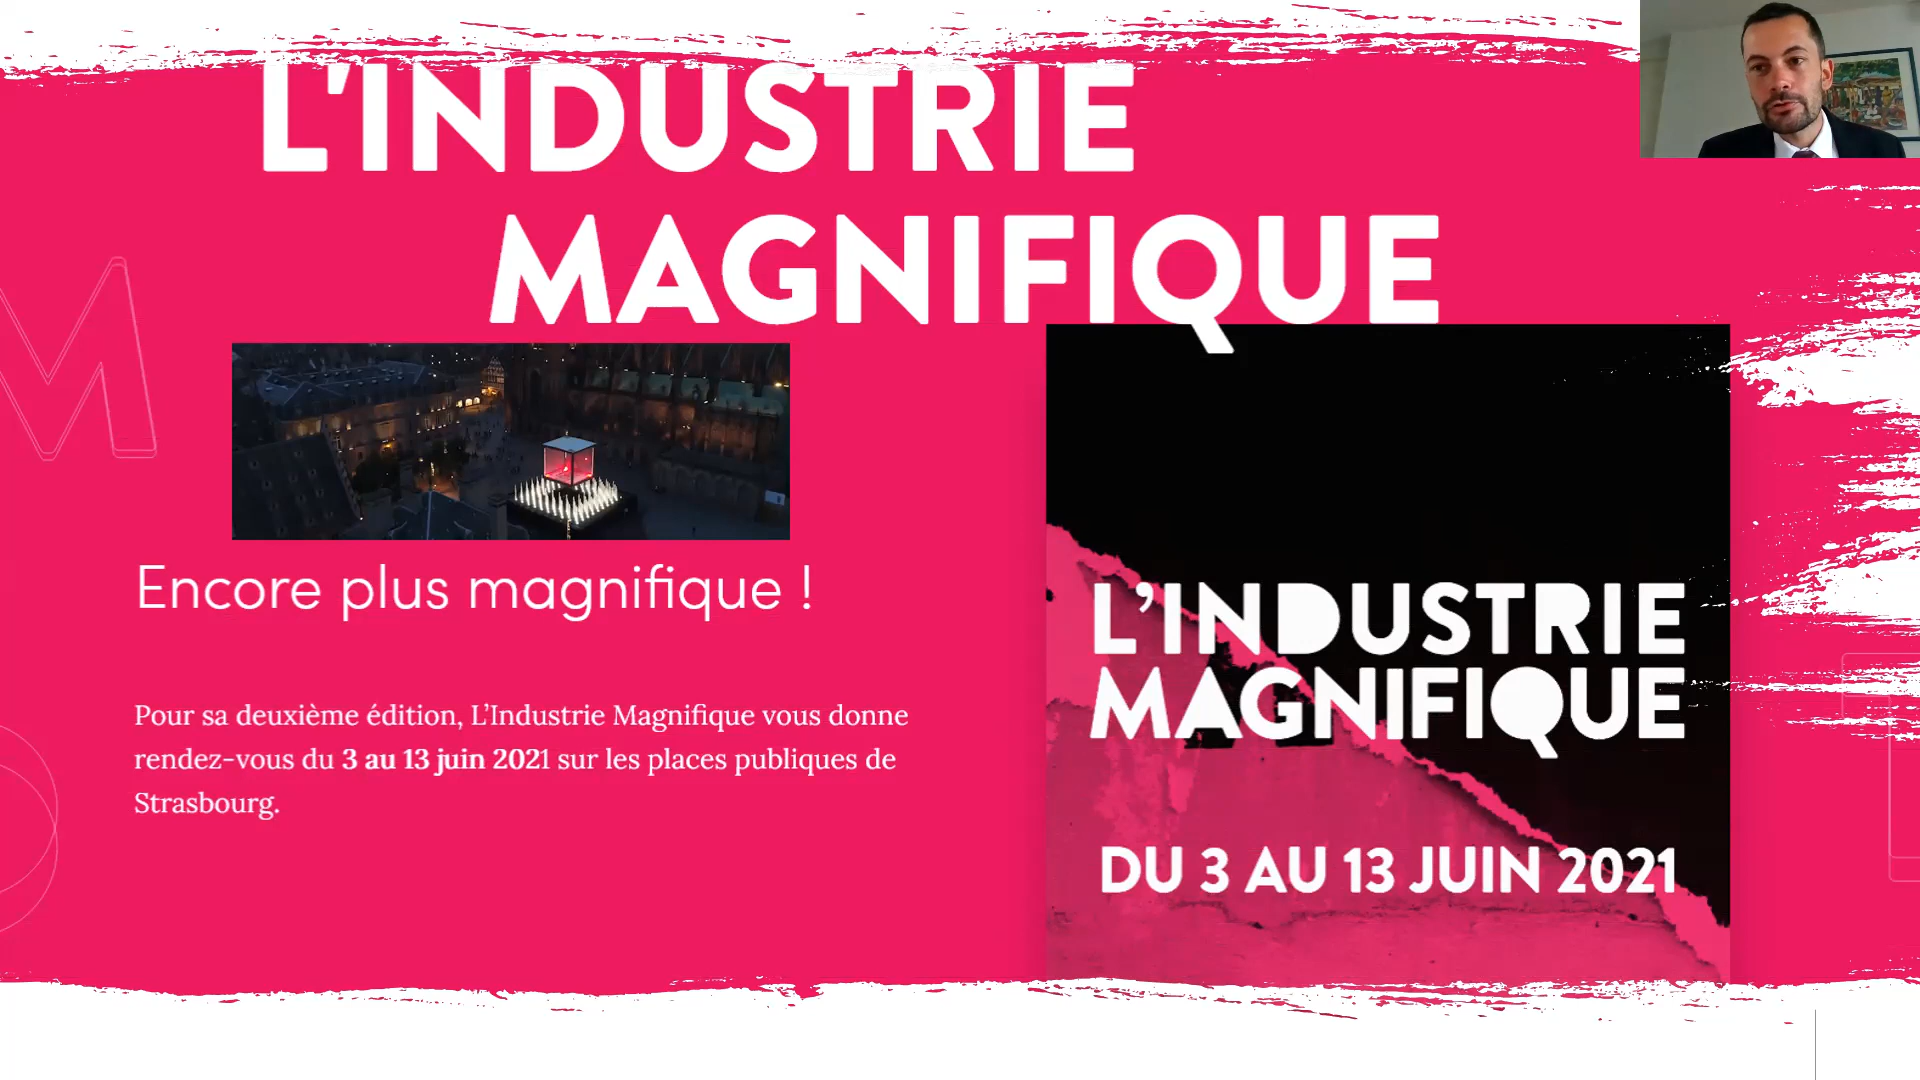 L'INDUSTRIE
MAGNIFIQUE
Encore plus magnifique !
Pour sa deuxième édition, L'Industrie Magnifique vous donne
rendez-vous du 3 au 13 juin 2021 sur les places publiques de
Strasbourg.
L'INDUSTRIE
MAGNIFIQUE
DU 3 AU 13 JUIN 2021